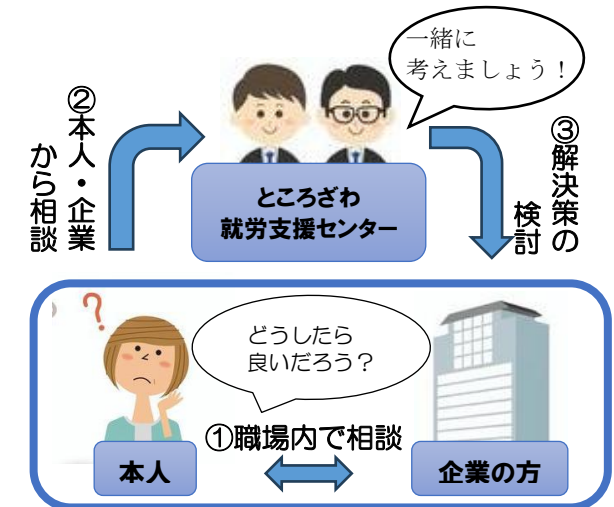 一緒に
考えましょう！
②本人・企業
から相談
ところざわ
就労支援センター
③解決策の
検討
どうしたら
良いだろう？
①職場内で相談
本人
企業の方